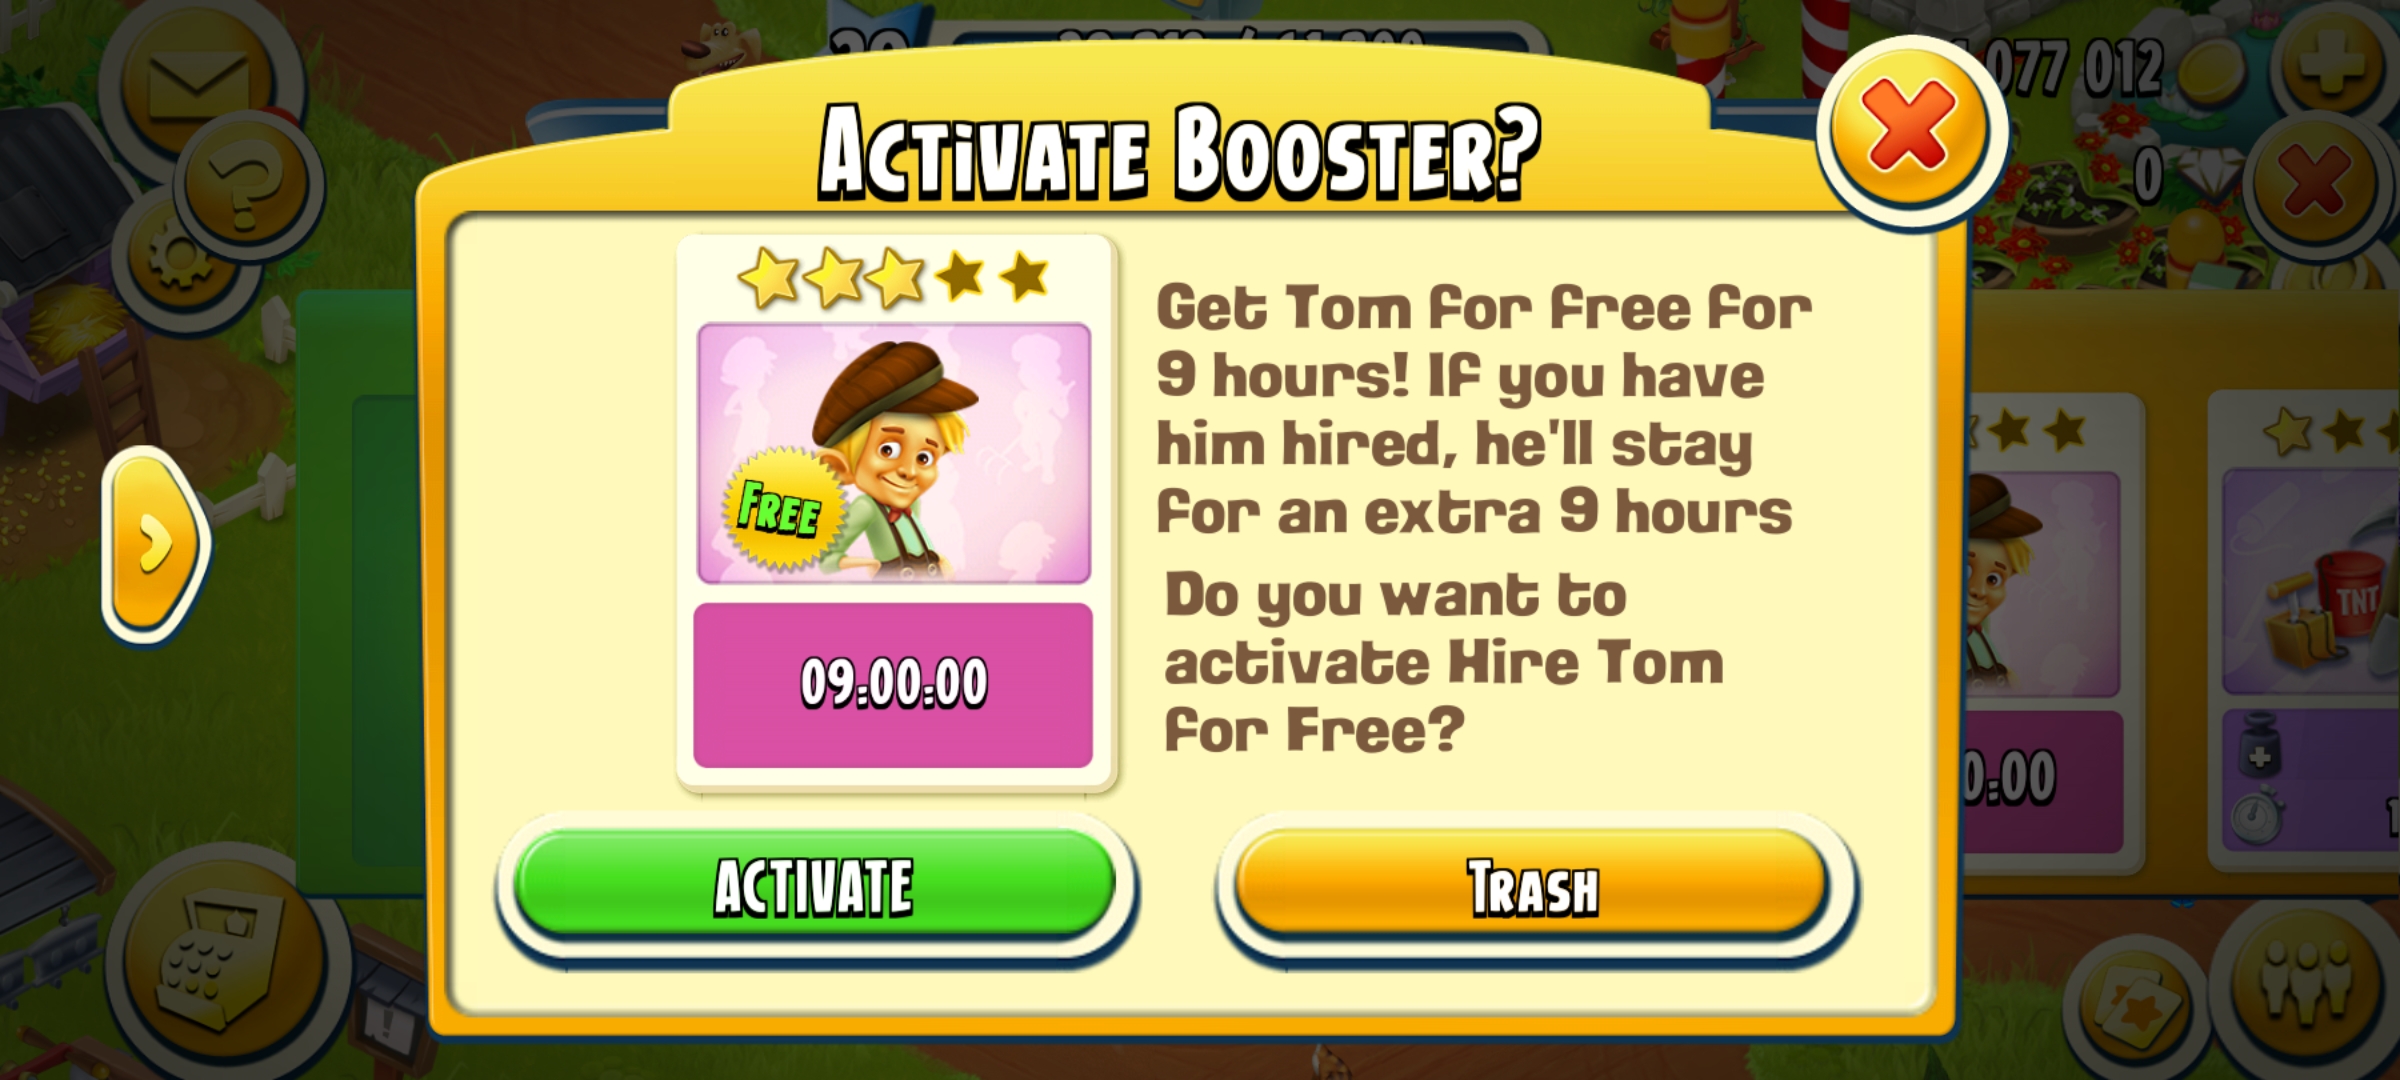 077 012
0
Activate Booster?
Get Tom for free for
9 hours! If you have
him hired, he'll stay
for an extra 9 hours
Do you want to
activate Hire Tom
for Free?
Free
09:00:00
TNT
0:00
Activate
Trash